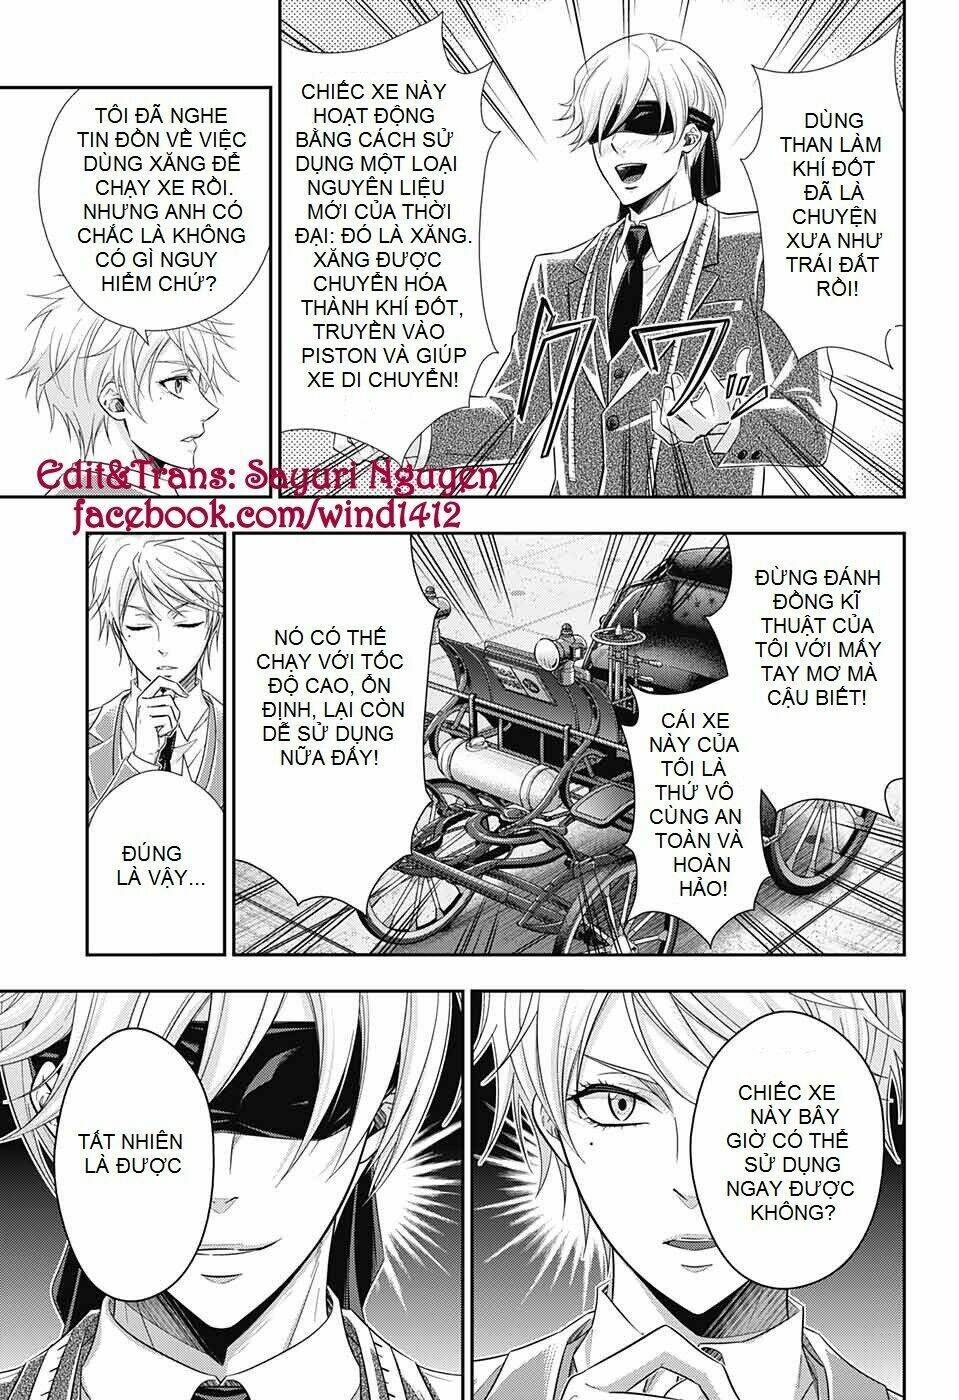 DÙNG
THAN LÀM
KHÍ ĐỐT
ĐÃ LÀ
CHUYỆN
XƯA NHƯ
TRÁI ĐẤT
RỒI!
CHIẾC XE NÀY
HOẠT ĐỘNG
BẰNG CÁCH SỬ
DỤNG MỘT LOẠI
NGUYÊN LIỆU
MỚI CỦA THỜI
ĐẠI: ĐÓ LÀ XĂNG.
XĂNG ĐƯỢC
CHUYỂN HÓA
THÀNH KHÍ ĐỐT,
TRUYỀN VÀO
PISTON VÀ GIÚP
XE DI CHUYỂN!
クワッ
TÔI ĐÃ NGHE
TIN ĐỒN VỀ VIỆC
DÙNG XĂNG ĐỂ
CHẠY XE RỒI.
NHƯNG ANH CÓ
CHẮC LÀ KHÔNG
CÓ GÌ NGUY
HIỂM CHỨ?
Edit&Trans: Sayuri Nguyen
facebook.com/wind1412
ĐỪNG ĐÁNH
ĐỒNG KĨ
THUẬT CỦA
TÔI VỚI MẤY
TAY MƠ MÀ
CẬU BIẾT!
CÁI XE
NÀY CỦA
TÔI LÀ
THỨ VÔ
CÙNG AN
TOÀN VÀ
HOÀN
HẢO!
NÓ CÓ THỂ
CHẠY VỚI TỐC
ĐỘ CAO, ỔN
ĐỊNH, LẠI CÒN
DỄ SỬ DỤNG
NỮA ĐẤY!
ĐÚNG
LÀ VẬY...
CHIẾC XE
NÀY BÂY
GIỜ CÓ THỂ
SỬ DỤNG
NGAY ĐƯỢC
KHÔNG?
TẤT NHIÊN
LÀ ĐƯỢC